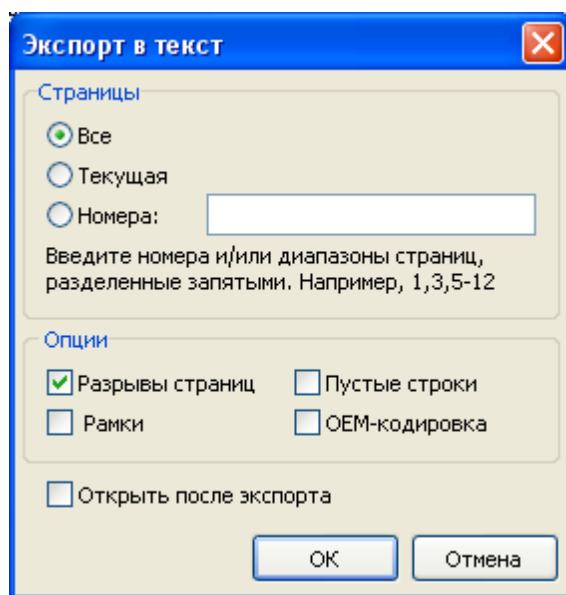 Экспорт в текст
Страницы
Все
Текущая
Номера:
Введите номера и/или диапазоны страниц,
разделенные запятыми. Например, 1,3,5-12
Опции
Разрывы страниц
Пустые строки
Рамки
OEM-кодировка
Открыть после экспорта
ОК
Отмена